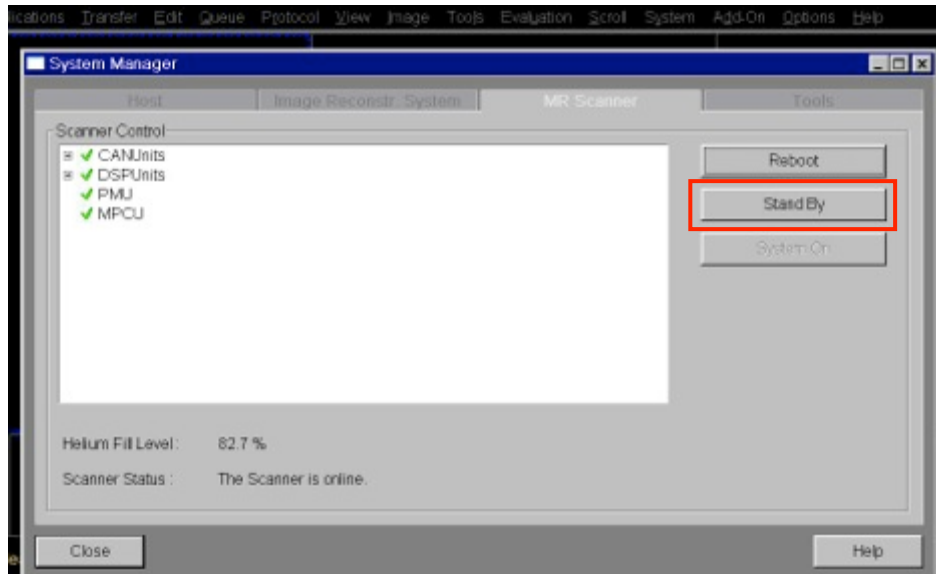 ications Transfer Edit Queue Protocol View Image Tools Evaluation Scroll System Add-On Options Help
System Manager
Host Image Reconstr. System MR Scanner Tools
Scanner Control
CANUnits
DSPUnits
PMU
MPCU
Reboot
Stand By
System On
Helium Fill Level: 82.7 %
Scanner Status : The Scanner is online.
Close Help